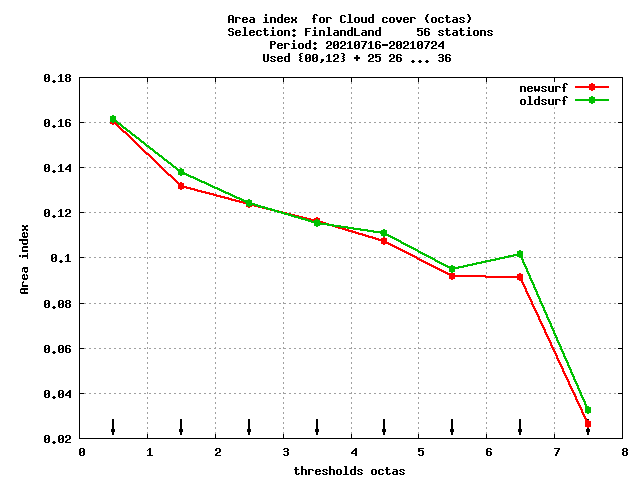 Area index  for Cloud cover (octas)
Selection: FinlandLand     56 stations
Period: 20210716-20210724
Used {00,12} + 25 26 ... 36
0.18
newsurf
oldsurf
0.16
0.14
0.12
0.1
0.08
0.06
0.04
0.02
Area index
0 1 2 3 4 5 6 7 8
thresholds octas